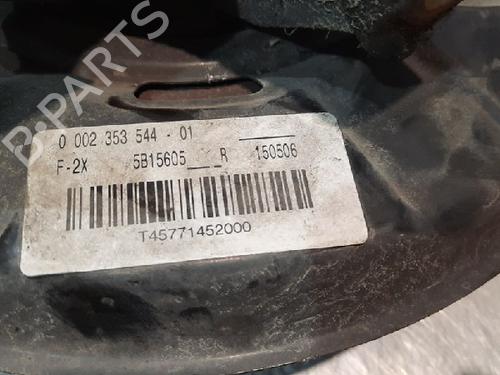 B-PARTS
0 002 353 544 - 01
F-2X 5B15605___R 150506
T45771452000